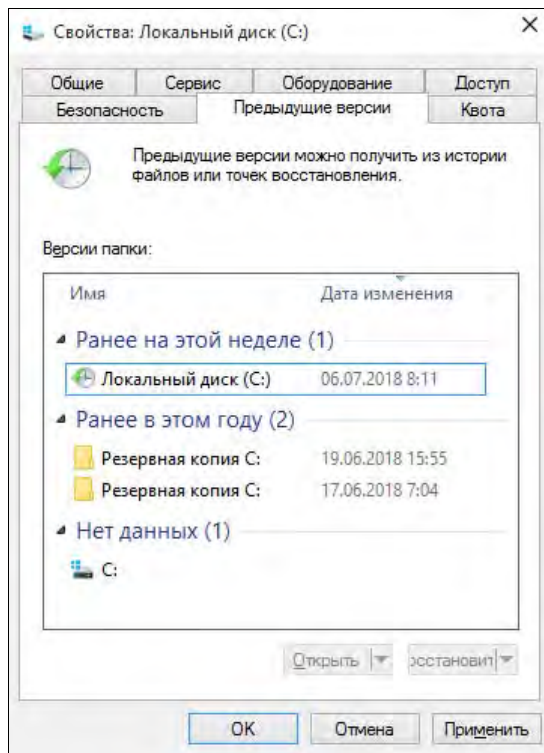 Свойства: Локальный диск (C:)
Общие Сервис Оборудование Доступ
Безопасность Предыдущие версии Квота
Предыдущие версии можно получить из истории
файлов или точек восстановления.
Версии папки:
Имя Дата изменения
Ранее на этой неделе (1)
Локальный диск (C:) 06.07.2018 8:11
Ранее в этом году (2)
Резервная копия C: 19.06.2018 15:55
Резервная копия C: 17.06.2018 7:04
Нет данных (1)
C:
Открыть осстановит
OK Отмена Применить